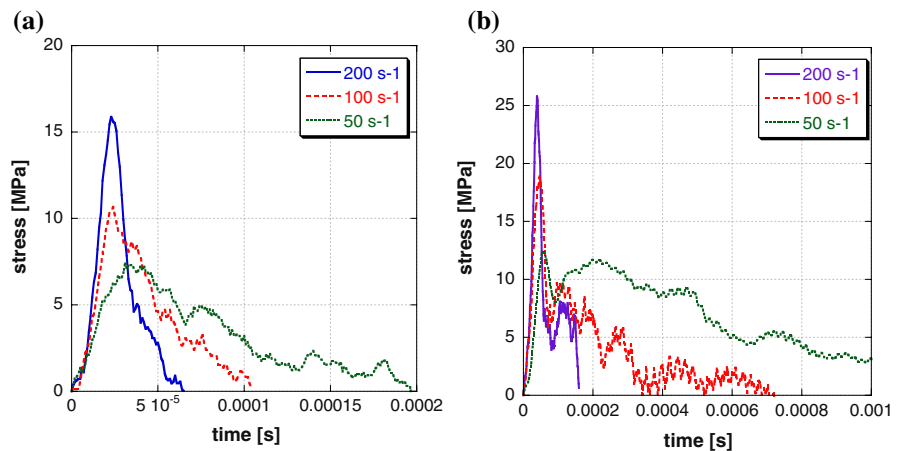 (a)
20
15
10
5
0
stress [MPa]
0
5 10⁻⁵
0.0001
0.00015
0.0002
time [s]
200 s-1
100 s-1
50 s-1
(b)
30
25
20
15
10
5
0
stress [MPa]
0
0.0002
0.0004
0.0006
0.0008
0.001
time [s]
200 s-1
100 s-1
50 s-1